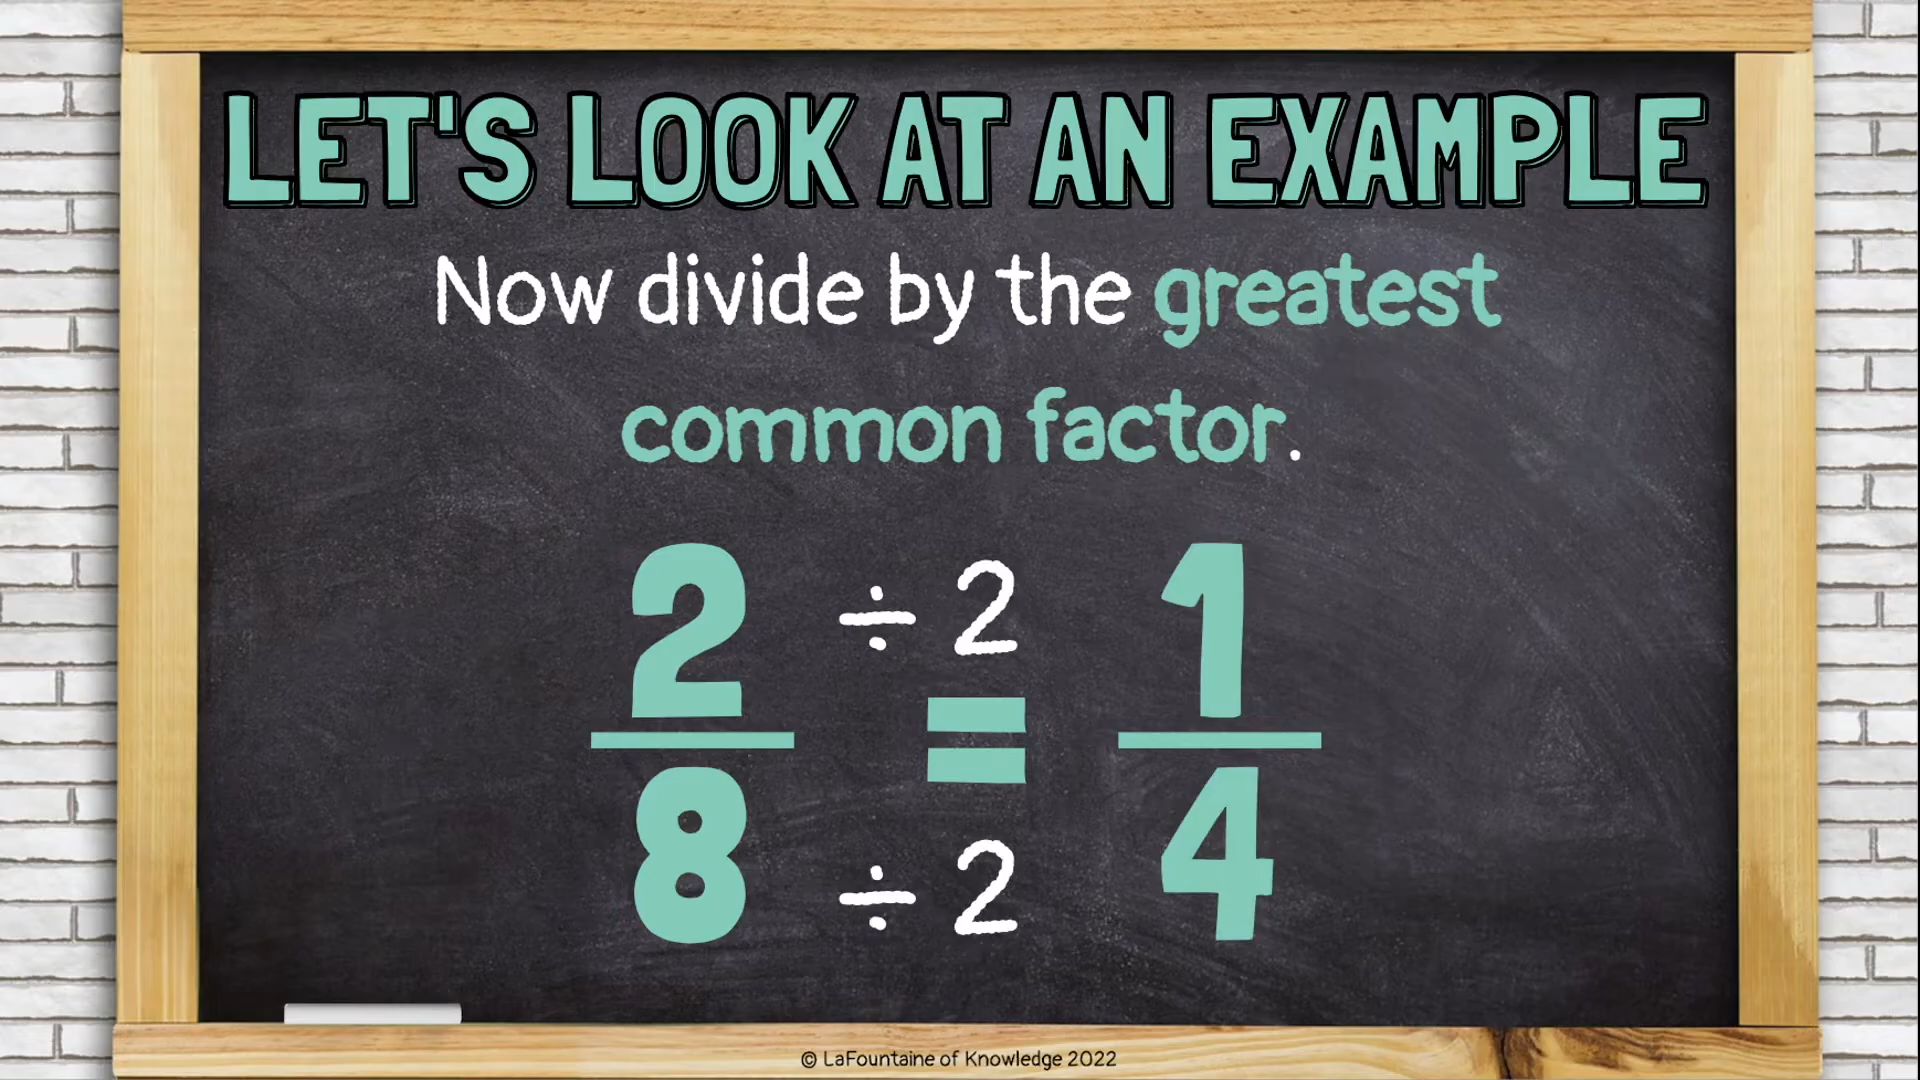 LET'S LOOK AT AN EXAMPLE
Now divide by the greatest
common factor.
2 ÷ 2 1
=
8 ÷ 2 4
© LaFountaine of Knowledge 2022